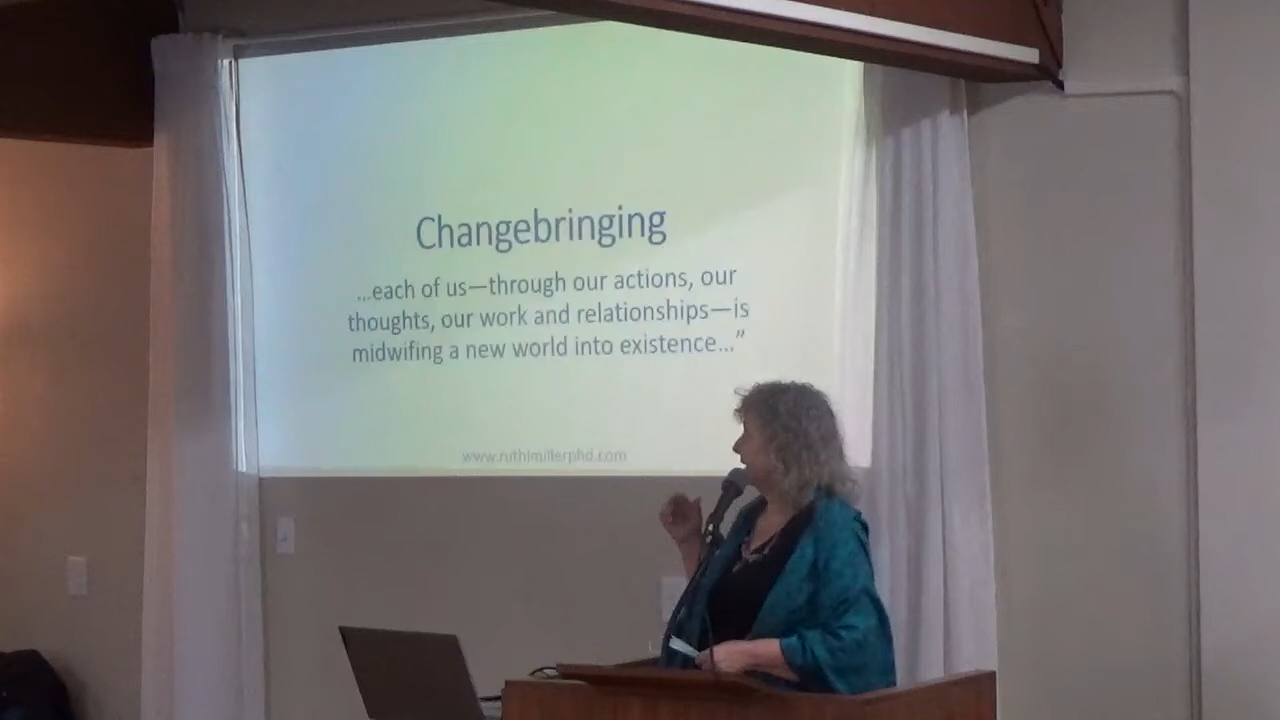 Changebringing
...each of us—through our actions, our
thoughts, our work and relationships—is
midwifing a new world into existence...”
www.ruthlmillerphd.com